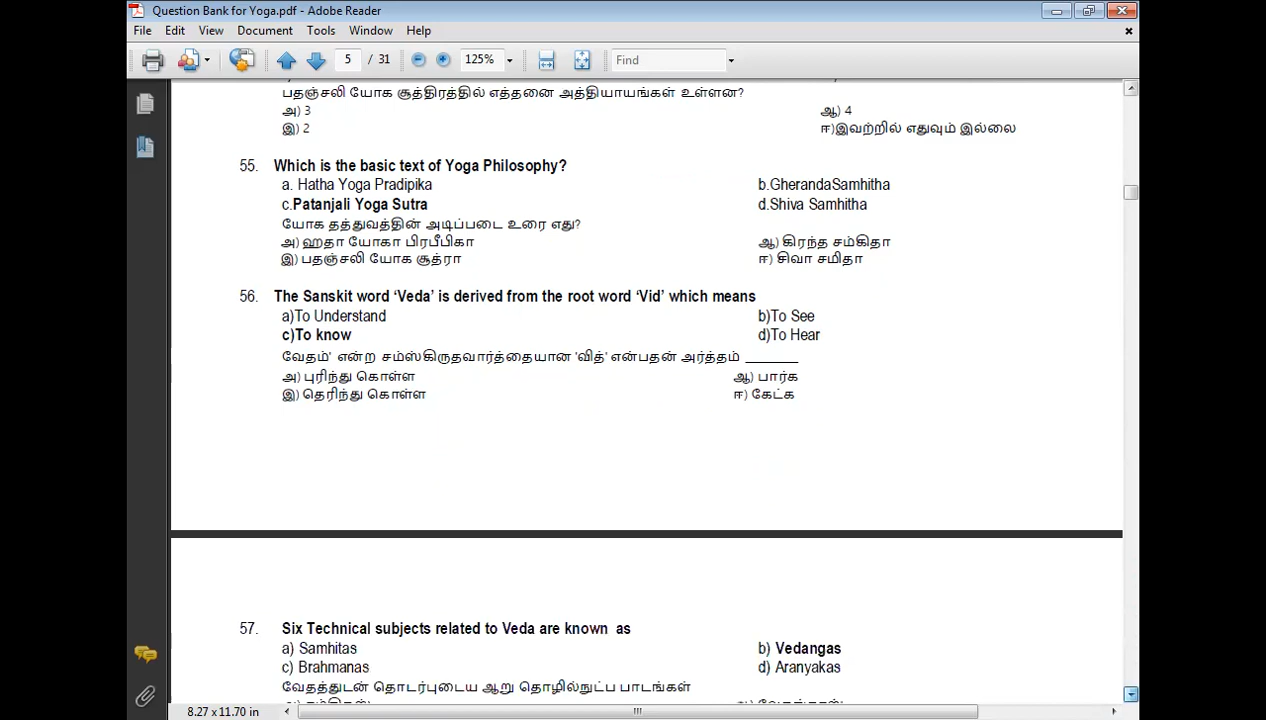 Question Bank for Yoga.pdf - Adobe Reader
File Edit View Document Tools Window Help
5 / 31 125% Find
பதஞ்சலி யோக சூத்திரத்தில் எத்தனை அத்தியாயங்கள் உள்ளன?
அ) 3 ஆ) 4
இ) 2 ஈ)இவற்றில் எதுவும் இல்லை
55. Which is the basic text of Yoga Philosophy?
a. Hatha Yoga Pradipika b.GherandaSamhitha
c.Patanjali Yoga Sutra d.Shiva Samhitha
யோக தத்துவத்தின் அடிப்படை உரை எது?
அ) ஹதா யோகா பிரபீபிகா ஆ) கிரந்த சம்கிதா
இ) பதஞ்சலி யோக சூத்ரா ஈ) சிவா சமிதா
56. The Sanskit word ‘Veda’ is derived from the root word ‘Vid’ which means
a)To Understand b)To See
c)To know d)To Hear
வேதம்' என்ற சம்ஸ்கிருதவார்த்தையான 'வித்' என்பதன் அர்த்தம் ________
அ) புரிந்து கொள்ள ஆ) பார்க
இ) தெரிந்து கொள்ள ஈ) கேட்க
57. Six Technical subjects related to Veda are known as
a) Samhitas b) Vedangas
c) Brahmanas d) Aranyakas
வேதத்துடன் தொடர்புடைய ஆறு தொழில்நுட்ப பாடங்கள்
8.27 x 11.70 in